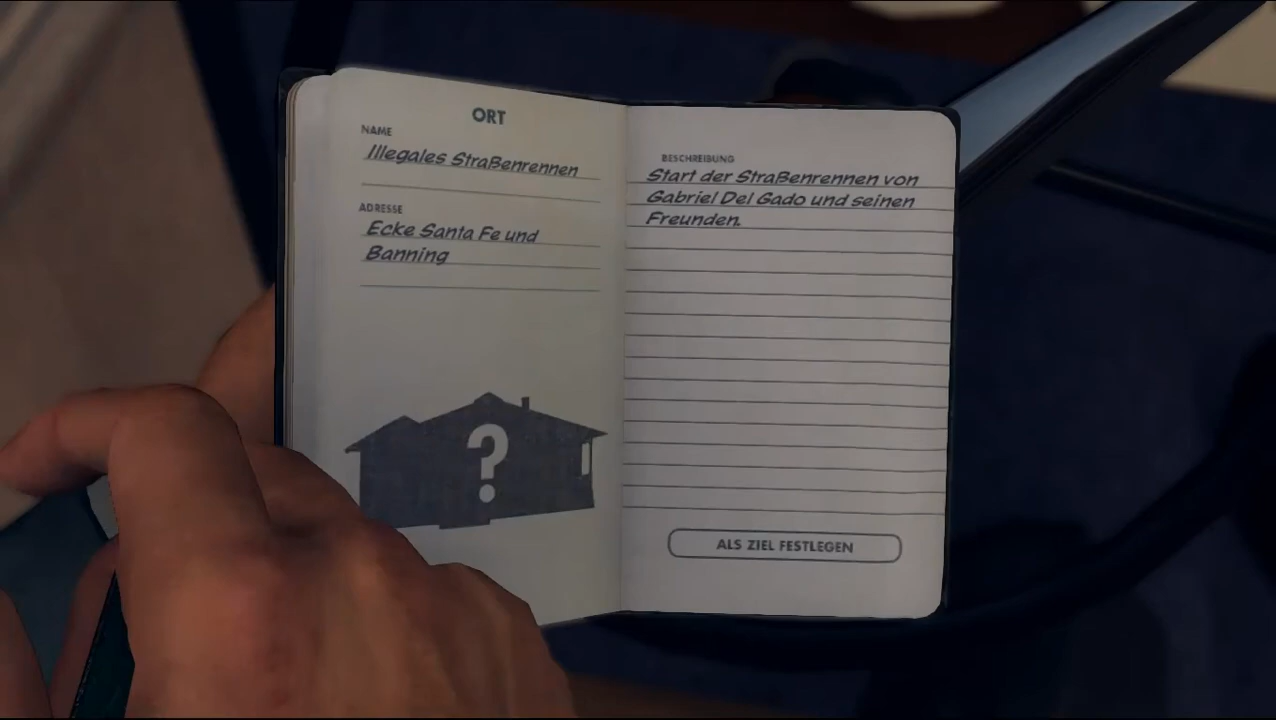 ORT
NAME
Illegales Straßenrennen
ADRESSE
Ecke Santa Fe und
Banning
?
BESCHREIBUNG
Start der Straßenrennen von
Gabriel Del Gado und seinen
Freunden.
ALS ZIEL FESTLEGEN